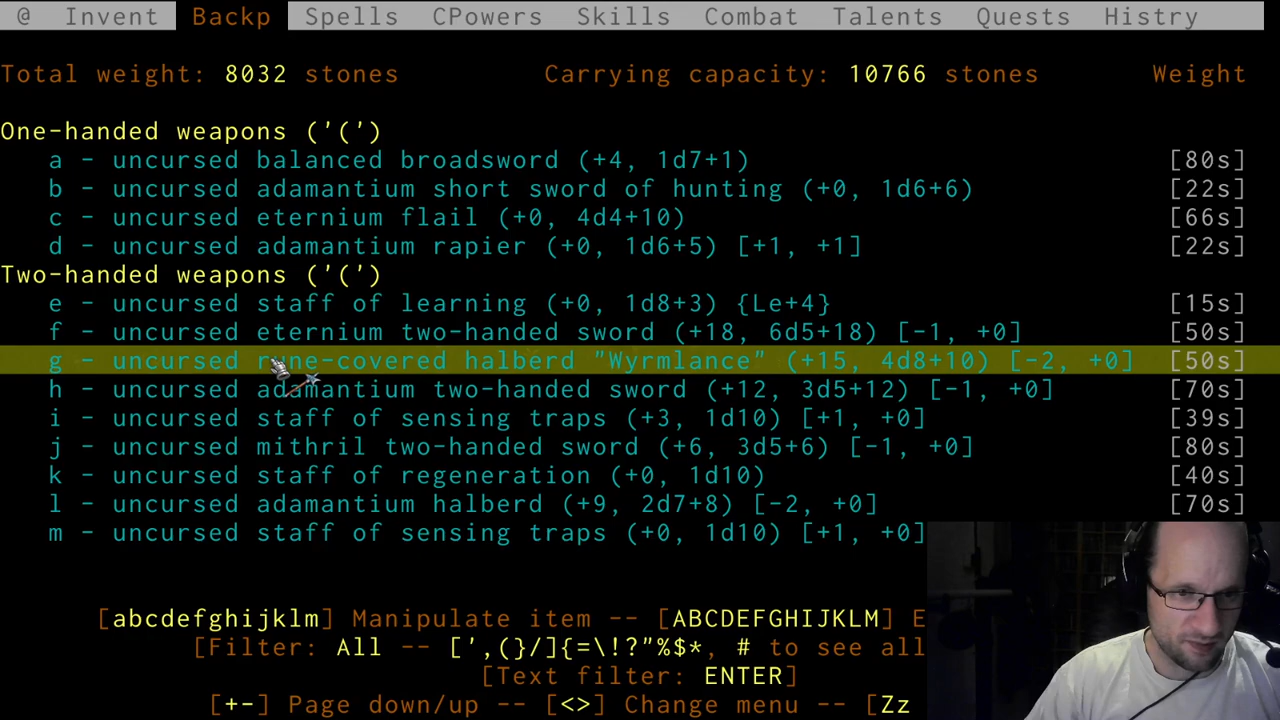 @ Invent Backp Spells CPowers Skills Combat Talents Quests Histry
Total weight: 8032 stones Carrying capacity: 10766 stones Weight
One-handed weapons ('(')
a - uncursed balanced broadsword (+4, 1d7+1) [80s]
b - uncursed adamantium short sword of hunting (+0, 1d6+6) [22s]
c - uncursed eternium flail (+0, 4d4+10) [66s]
d - uncursed adamantium rapier (+0, 1d6+5) [+1, +1] [22s]
Two-handed weapons ('(')
e - uncursed staff of learning (+0, 1d8+3) {Le+4} [15s]
f - uncursed eternium two-handed sword (+18, 6d5+18) [-1, +0] [50s]
g - uncursed rune-covered halberd "Wyrmlance" (+15, 4d8+10) [-2, +0] [50s]
h - uncursed adamantium two-handed sword (+12, 3d5+12) [-1, +0] [70s]
i - uncursed staff of sensing traps (+3, 1d10) [+1, +0] [39s]
j - uncursed mithril two-handed sword (+6, 3d5+6) [-1, +0] [80s]
k - uncursed staff of regeneration (+0, 1d10) [40s]
l - uncursed adamantium halberd (+9, 2d7+8) [-2, +0] [70s]
m - uncursed staff of sensing traps (+0, 1d10) [+1, +0]
[abcdefghijklm] Manipulate item -- [ABCDEFGHIJKLM] E
[Filter: All -- [',(}/]{=\!?"%$*, # to see all
[Text filter: ENTER]
[+-] Page down/up -- [<>] Change menu -- [Zz